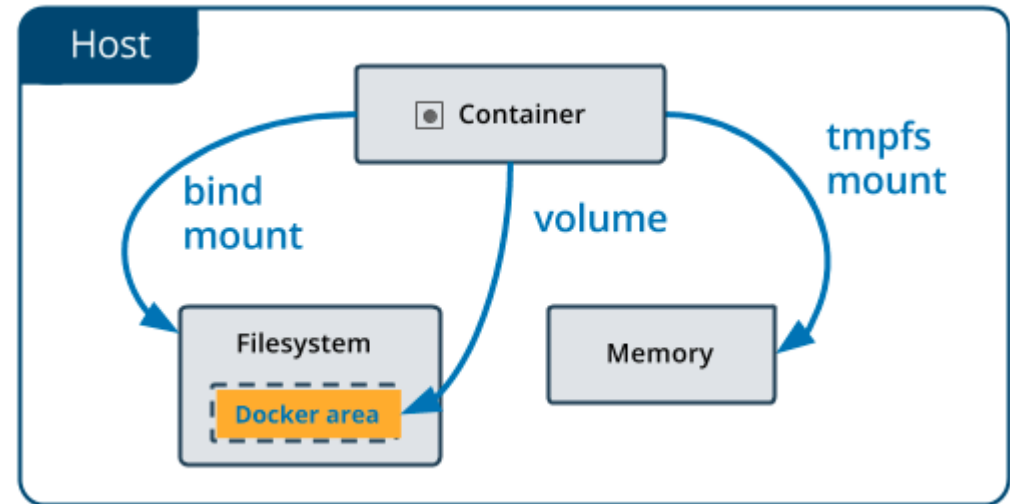 Host
Container
bind
mount
volume
tmpfs
mount
Filesystem
Docker area
Memory